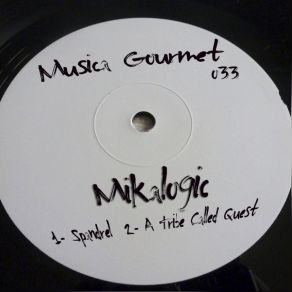 Musica Gourmet
033
Mikalogic
1- Spandrel 2- A tribe Called Quest